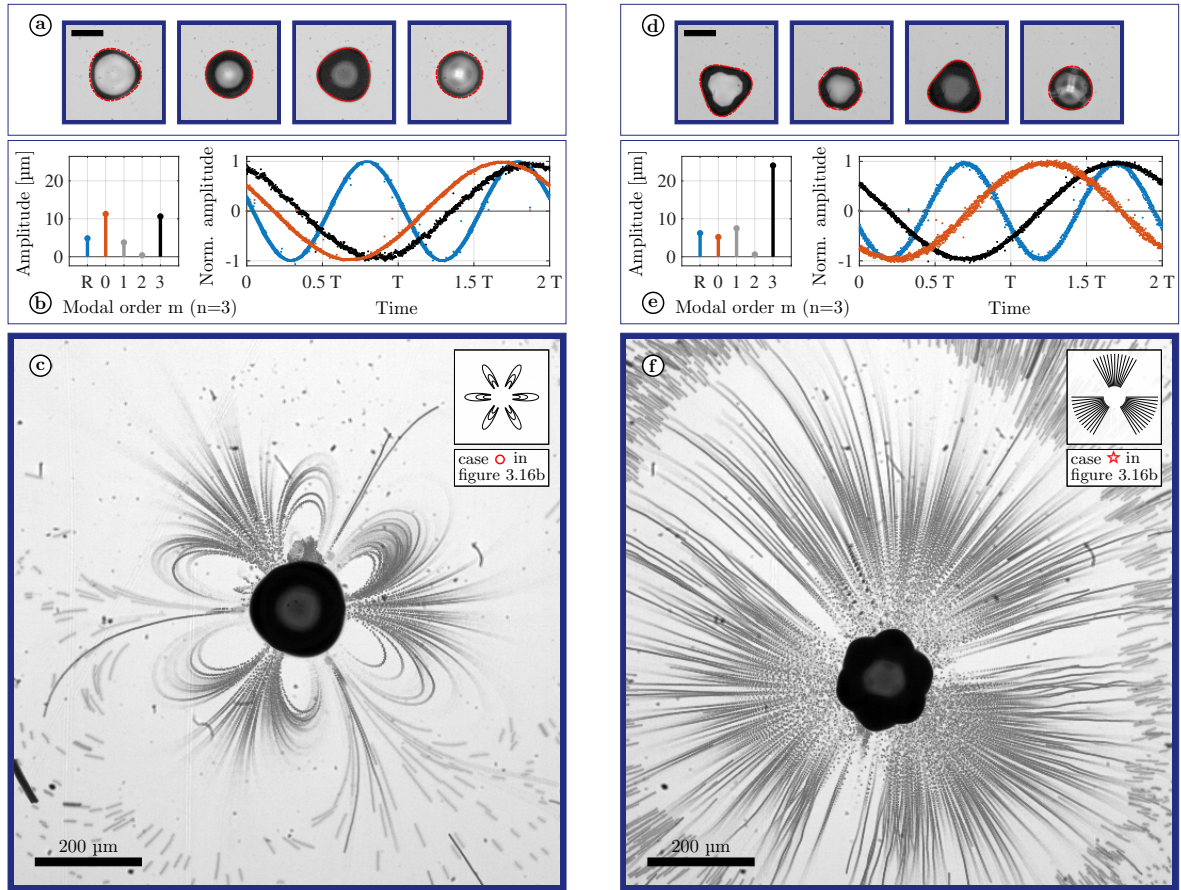 a
Amplitude [µm]
20
10
0
R 0 1 2 3
b Modal order m (n=3)
Norm. amplitude
1
0
-1
0 0.5 T T 1.5 T 2 T
Time
c
case in
figure 3.16b
200 µm
d
Amplitude [µm]
20
10
0
R 0 1 2 3
e Modal order m (n=3)
Norm. amplitude
1
0
-1
0 0.5 T T 1.5 T 2 T
Time
f
case in
figure 3.16b
200 µm